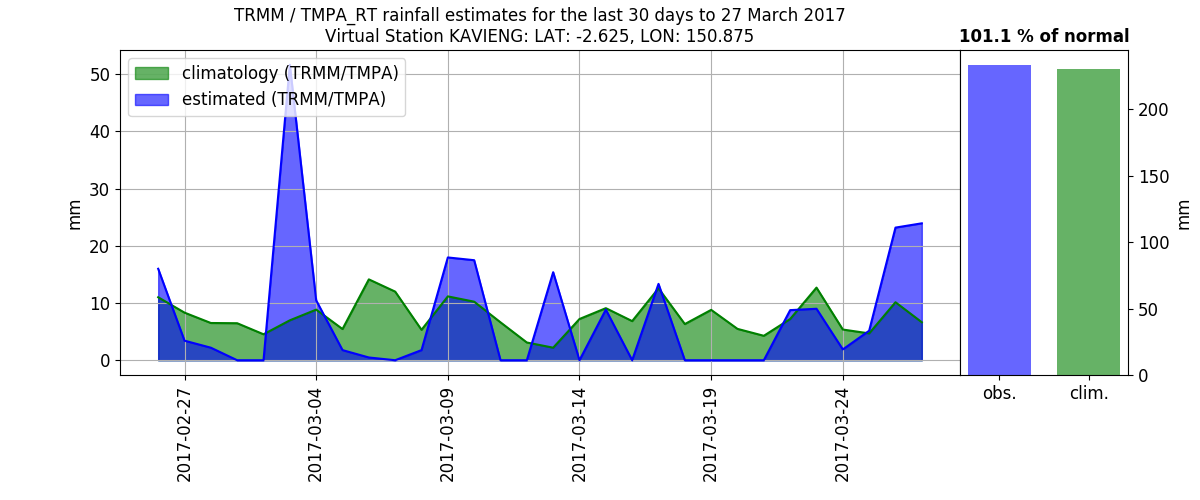 TRMM / TMPA_RT rainfall estimates for the last 30 days to 27 March 2017
Virtual Station KAVIENG: LAT: -2.625, LON: 150.875
101.1 % of normal
climatology (TRMM/TMPA)
estimated (TRMM/TMPA)
50
40
30
20
10
0
mm
2017-02-27
2017-03-04
2017-03-09
2017-03-14
2017-03-19
2017-03-24
200
150
100
50
0
mm
obs.
clim.